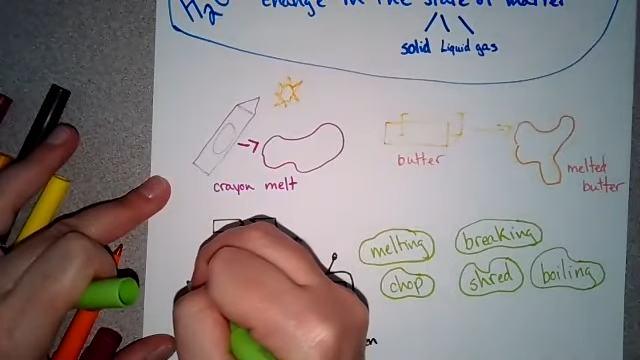 H2O change in the state of matter
solid Liquid gas
crayon melt
butter
melted
butter
melting
breaking
chop
shred
boiling